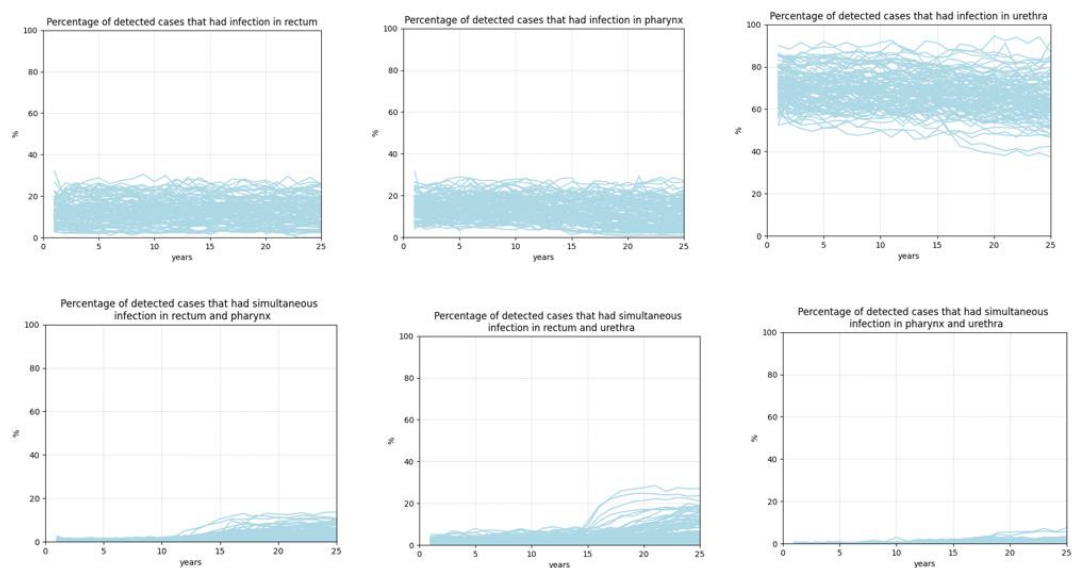 Percentage of detected cases that had infection in rectum
100
80
60
40
20
0
%
0 5 10 15 20 25
years
Percentage of detected cases that had infection in pharynx
100
80
60
40
20
0
%
0 5 10 15 20 25
years
Percentage of detected cases that had infection in urethra
100
80
60
40
20
0
%
0 5 10 15 20 25
years
Percentage of detected cases that had simultaneous
infection in rectum and pharynx
100
80
60
40
20
0
%
0 5 10 15 20 25
years
Percentage of detected cases that had simultaneous
infection in rectum and urethra
100
80
60
40
20
0
%
0 5 10 15 20 25
years
Percentage of detected cases that had simultaneous
infection in pharynx and urethra
100
80
60
40
20
0
%
0 5 10 15 20 25
years